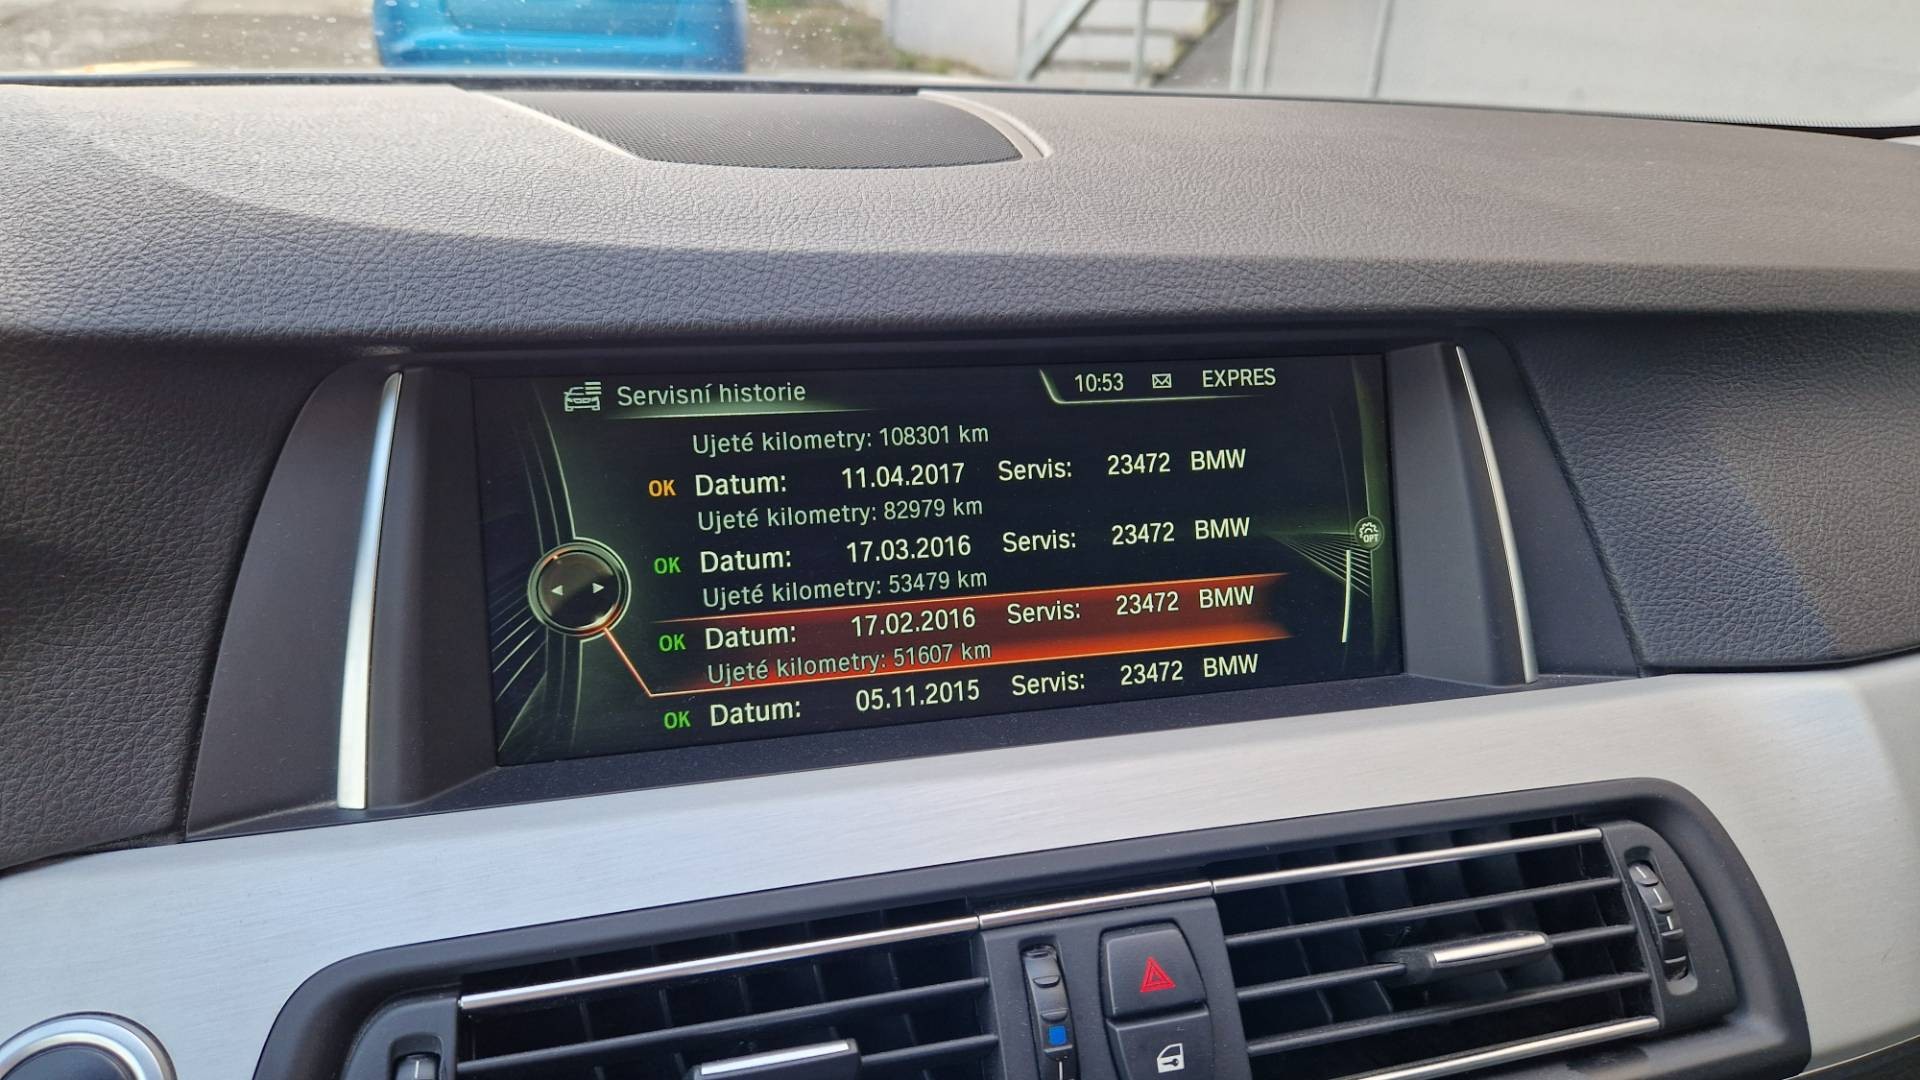 Servisní historie 10:53 EXPRES
Ujeté kilometry: 108301 km
OK Datum: 11.04.2017 Servis: 23472 BMW
Ujeté kilometry: 82979 km
OK Datum: 17.03.2016 Servis: 23472 BMW
Ujeté kilometry: 53479 km
OK Datum: 17.02.2016 Servis: 23472 BMW
Ujeté kilometry: 51607 km
OK Datum: 05.11.2015 Servis: 23472 BMW
OPT